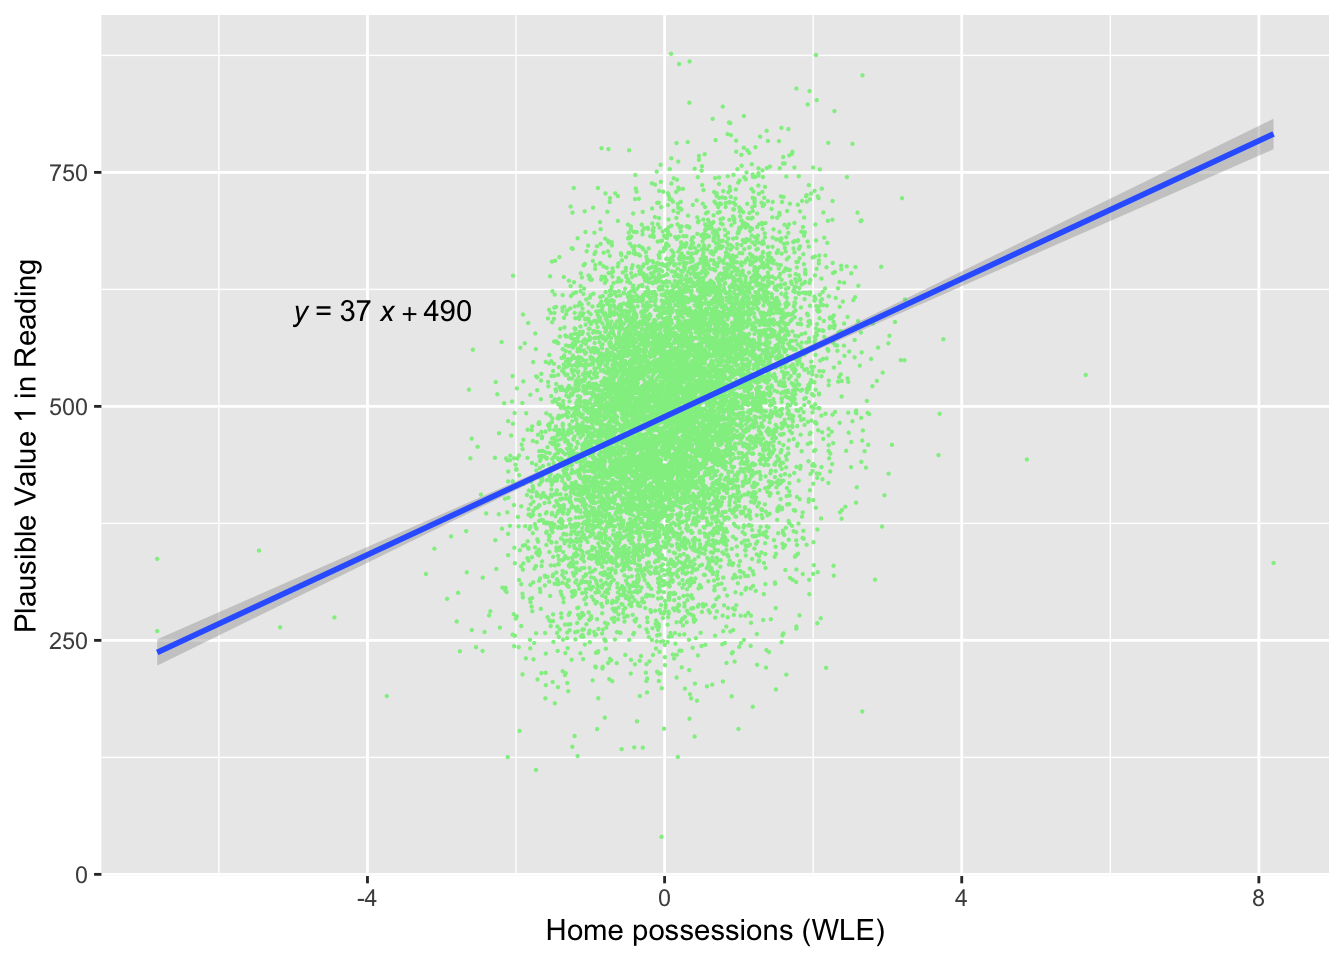 Plausible Value 1 in Reading
750
500
250
0
y = 37 x + 490
-4
0
4
8
Home possessions (WLE)